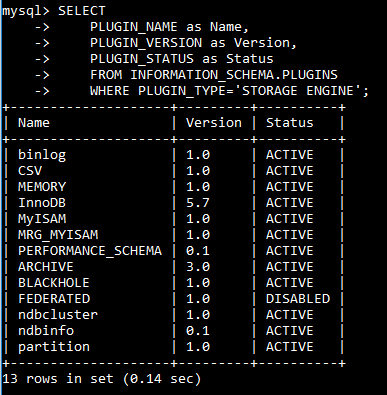 mysql> SELECT
    ->     PLUGIN_NAME as Name,
    ->     PLUGIN_VERSION as Version,
    ->     PLUGIN_STATUS as Status
    ->     FROM INFORMATION_SCHEMA.PLUGINS
    ->     WHERE PLUGIN_TYPE='STORAGE ENGINE';
+--------------------+---------+----------+
| Name               | Version | Status   |
+--------------------+---------+----------+
| binlog             | 1.0     | ACTIVE   |
| CSV                | 1.0     | ACTIVE   |
| MEMORY             | 1.0     | ACTIVE   |
| InnoDB             | 5.7     | ACTIVE   |
| MyISAM             | 1.0     | ACTIVE   |
| MRG_MYISAM         | 1.0     | ACTIVE   |
| PERFORMANCE_SCHEMA | 0.1     | ACTIVE   |
| ARCHIVE            | 3.0     | ACTIVE   |
| BLACKHOLE          | 1.0     | ACTIVE   |
| FEDERATED          | 1.0     | DISABLED |
| ndbcluster         | 1.0     | ACTIVE   |
| ndbinfo            | 0.1     | ACTIVE   |
| partition          | 1.0     | ACTIVE   |
+--------------------+---------+----------+
13 rows in set (0.14 sec)